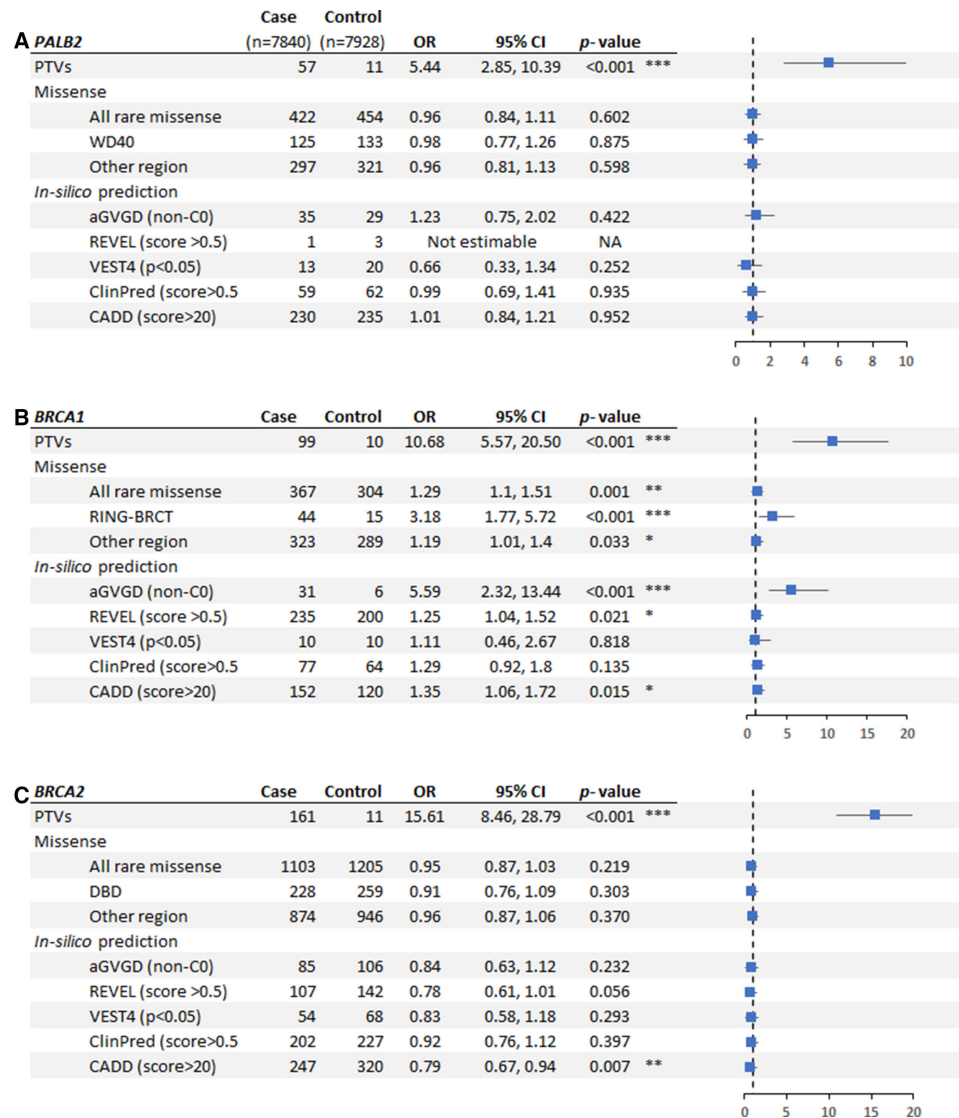 Case Control
A PALB2 (n=7840) (n=7928) OR 95% CI p- value
PTVs 57 11 5.44 2.85, 10.39 <0.001 ***
Missense
All rare missense 422 454 0.96 0.84, 1.11 0.602
WD40 125 133 0.98 0.77, 1.26 0.875
Other region 297 321 0.96 0.81, 1.13 0.598
In-silico prediction
aGVGD (non-C0) 35 29 1.23 0.75, 2.02 0.422
REVEL (score >0.5) 1 3 Not estimable NA
VEST4 (p<0.05) 13 20 0.66 0.33, 1.34 0.252
ClinPred (score>0.5 59 62 0.99 0.69, 1.41 0.935
CADD (score>20) 230 235 1.01 0.84, 1.21 0.952
0 2 4 6 8 10
B BRCA1 Case Control OR 95% CI p- value
PTVs 99 10 10.68 5.57, 20.50 <0.001 ***
Missense
All rare missense 367 304 1.29 1.1, 1.51 0.001 **
RING-BRCT 44 15 3.18 1.77, 5.72 <0.001 ***
Other region 323 289 1.19 1.01, 1.4 0.033 *
In-silico prediction
aGVGD (non-C0) 31 6 5.59 2.32, 13.44 <0.001 ***
REVEL (score >0.5) 235 200 1.25 1.04, 1.52 0.021 *
VEST4 (p<0.05) 10 10 1.11 0.46, 2.67 0.818
ClinPred (score>0.5 77 64 1.29 0.92, 1.8 0.135
CADD (score>20) 152 120 1.35 1.06, 1.72 0.015 *
0 5 10 15 20
C BRCA2 Case Control OR 95% CI p- value
PTVs 161 11 15.61 8.46, 28.79 <0.001 ***
Missense
All rare missense 1103 1205 0.95 0.87, 1.03 0.219
DBD 228 259 0.91 0.76, 1.09 0.303
Other region 874 946 0.96 0.87, 1.06 0.370
In-silico prediction
aGVGD (non-C0) 85 106 0.84 0.63, 1.12 0.232
REVEL (score >0.5) 107 142 0.78 0.61, 1.01 0.056
VEST4 (p<0.05) 54 68 0.83 0.58, 1.18 0.293
ClinPred (score>0.5 202 227 0.92 0.76, 1.12 0.397
CADD (score>20) 247 320 0.79 0.67, 0.94 0.007 **
0 5 10 15 20